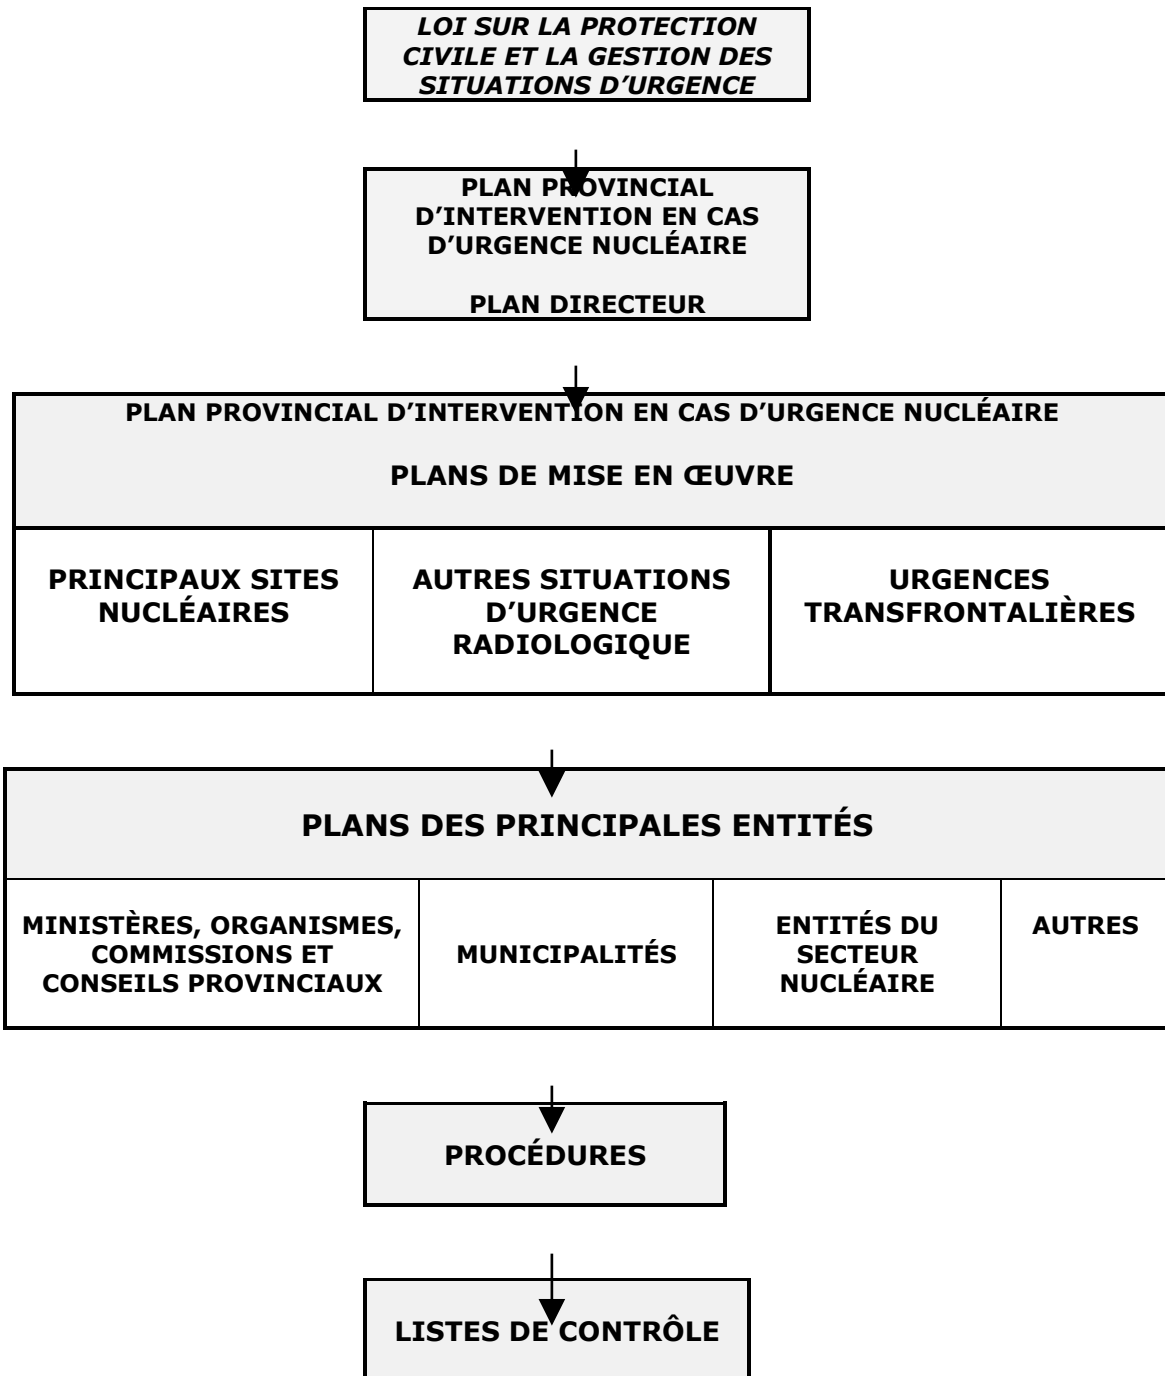 LOI SUR LA PROTECTION
CIVILE ET LA GESTION DES
SITUATIONS D’URGENCE
PLAN PROVINCIAL
D’INTERVENTION EN CAS
D’URGENCE NUCLÉAIRE
PLAN DIRECTEUR
PLAN PROVINCIAL D’INTERVENTION EN CAS D’URGENCE NUCLÉAIRE
PLANS DE MISE EN ŒUVRE
PRINCIPAUX SITES
NUCLÉAIRES
AUTRES SITUATIONS
D’URGENCE
RADIOLOGIQUE
URGENCES
TRANSFRONTALIÈRES
PLANS DES PRINCIPALES ENTITÉS
MINISTÈRES, ORGANISMES,
COMMISSIONS ET
CONSEILS PROVINCIAUX
MUNICIPALITÉS
ENTITÉS DU
SECTEUR
NUCLÉAIRE
AUTRES
PROCÉDURES
LISTES DE CONTRÔLE